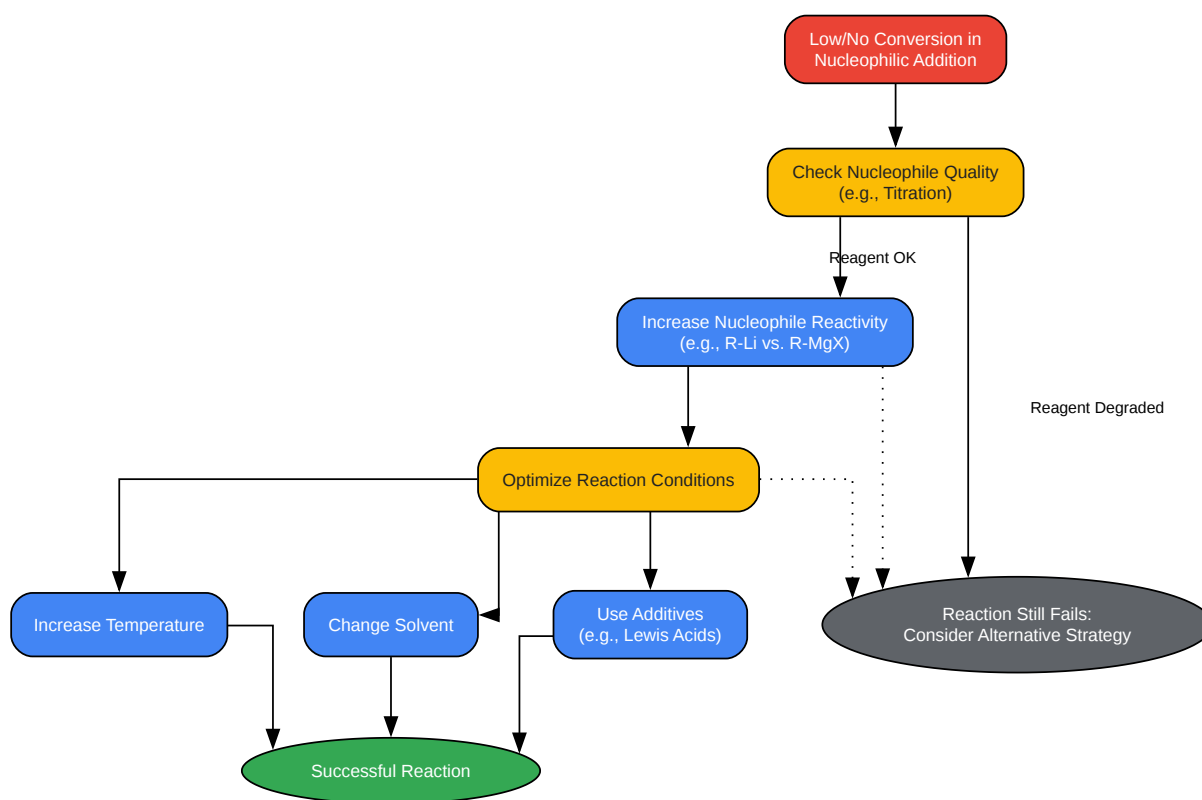 Low/No Conversion in
Nucleophilic Addition
Check Nucleophile Quality
(e.g., Titration)
Reagent OK
Increase Nucleophile Reactivity
(e.g., R-Li vs. R-MgX)
Reagent Degraded
Optimize Reaction Conditions
Increase Temperature
Change Solvent
Use Additives
(e.g., Lewis Acids)
Reaction Still Fails:
Consider Alternative Strategy
Successful Reaction